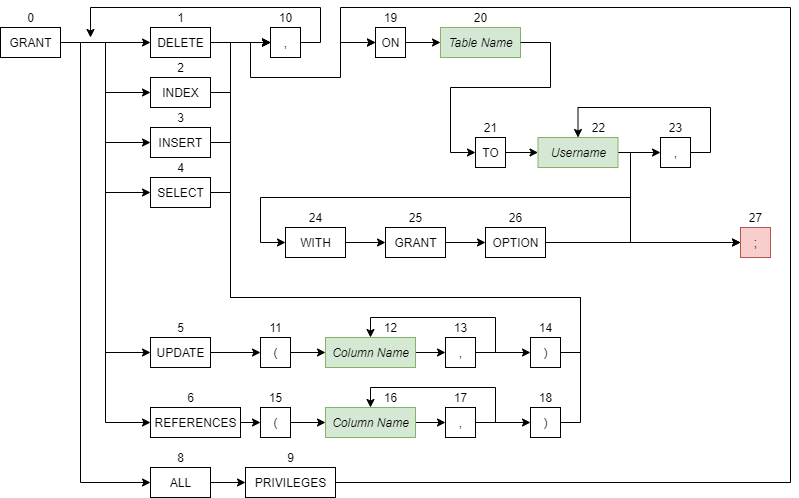 0
GRANT
1
DELETE
10
,
19
ON
20
Table Name
2
INDEX
3
INSERT
4
SELECT
21
TO
22
Username
23
,
24
WITH
25
GRANT
26
OPTION
27
;
5
UPDATE
11
(
12
Column Name
13
,
14
)
6
REFERENCES
15
(
16
Column Name
17
,
18
)
8
ALL
9
PRIVILEGES